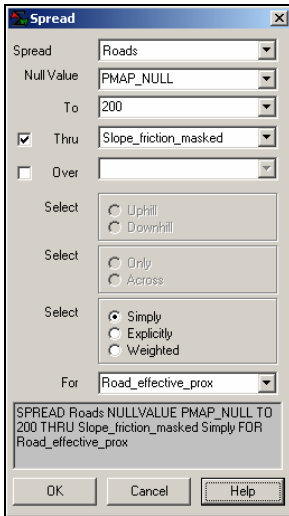 Spread
Spread Roads
Null Value PMAP_NULL
To 200
Thru Slope_friction_masked
Over
Select Uphill
Downhill
Select Only
Across
Select Simply
Explicitly
Weighted
For Road_effective_prox
SPREAD Roads NULLVALUE PMAP_NULL TO
200 THRU Slope_friction_masked Simply FOR
Road_effective_prox
OK Cancel Help